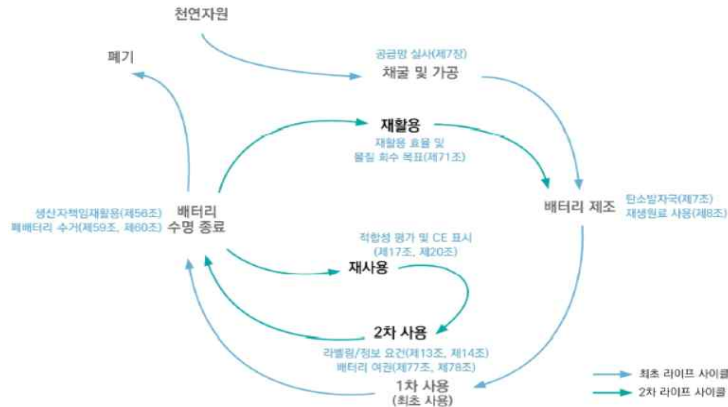 천연자원
폐기
공급망 실사(제7장)
채굴 및 가공
재활용
재활용 효율 및
물질 회수 목표(제71조)
생산자책임재활용(제56조)
폐배터리 수거(제59조, 제60조)
배터리
수명 종료
배터리 제조
탄소발자국(제7조)
재생원료 사용(제8조)
적합성 평가 및 CE 표시
(제17조, 제20조)
재사용
2차 사용
라벨링/정보 요건(제13조, 제14조)
배터리 여권(제77조, 제78조)
1차 사용
(최초 사용)
최초 라이프 사이클
2차 라이프 사이클